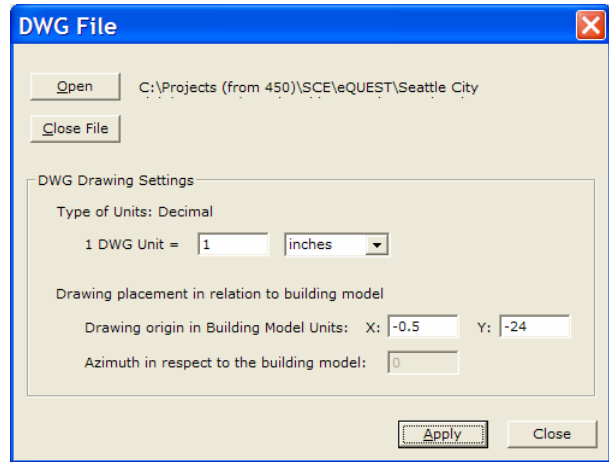 DWG File
Open C:\Projects (from 450)\SCE\eQUEST\Seattle City
Close File
DWG Drawing Settings
Type of Units: Decimal
1 DWG Unit = 1 inches
Drawing placement in relation to building model
Drawing origin in Building Model Units: X: -0.5 Y: -24
Azimuth in respect to the building model: 0
Apply Close